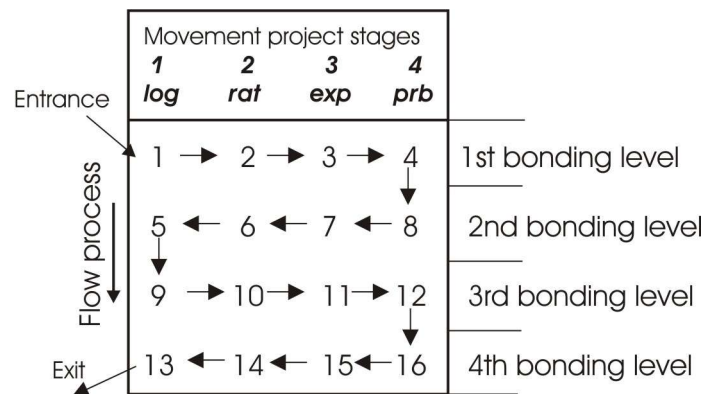 Movement project stages
1 2 3 4
log rat exp prb
Entrance
1 2 3 4 1st bonding level
5 6 7 8 2nd bonding level
Flow process
9 10 11 12 3rd bonding level
13 14 15 16 4th bonding level
Exit